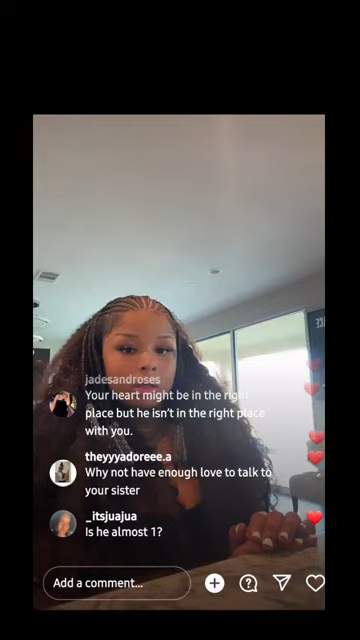 jadesandroses
Your heart might be in the right
place but he isn't in the right place
with you.
theyyyadoreee.a
Why not have enough love to talk to
your sister
_itsjuajua
Is he almost 1?
Add a comment...